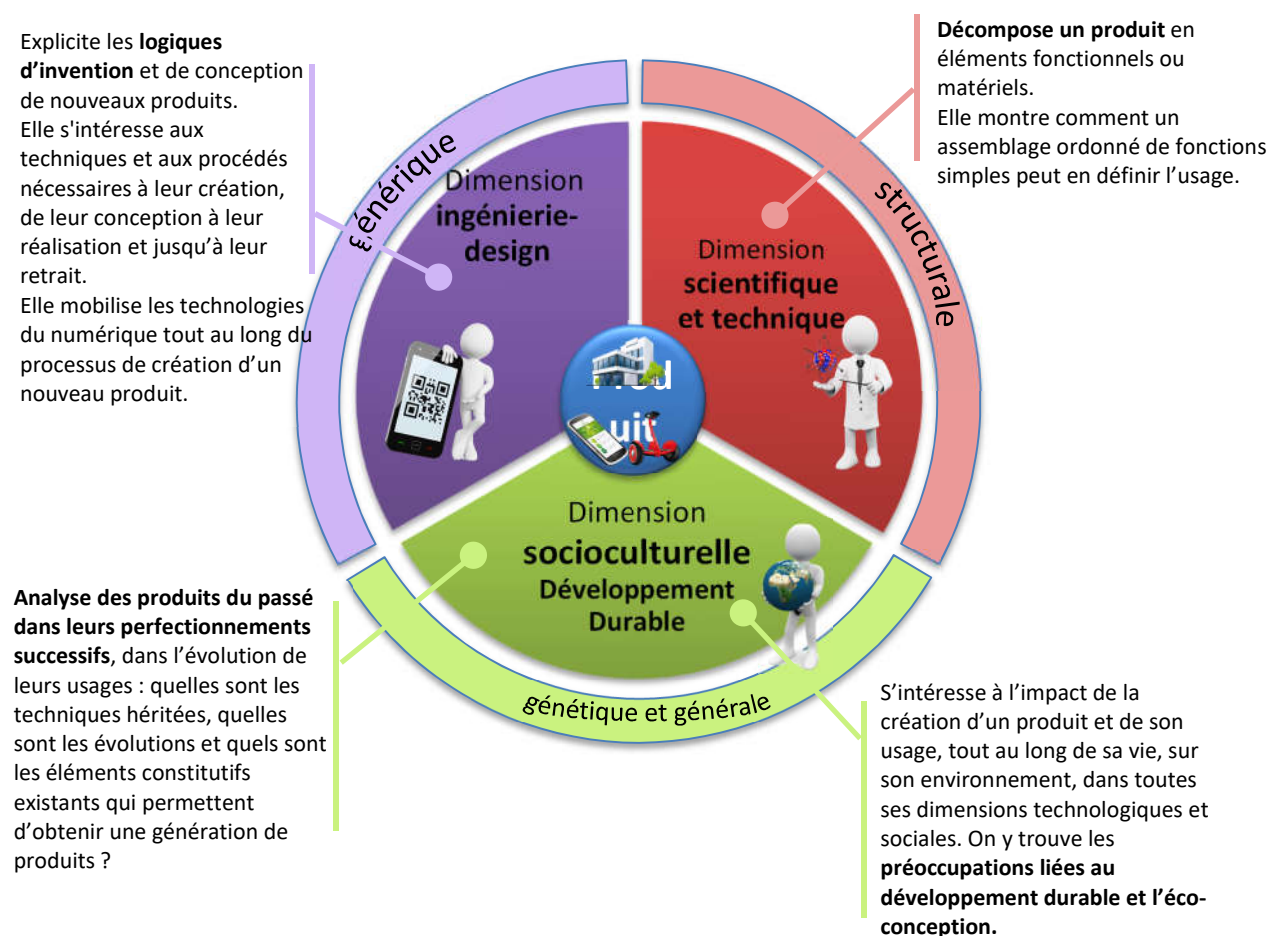 Explicite les logiques
d’invention et de conception
de nouveaux produits.
Elle s'intéresse aux
techniques et aux procédés
nécessaires à leur création,
de leur conception à leur
réalisation et jusqu’à leur
retrait.
Elle mobilise les technologies
du numérique tout au long du
processus de création d’un
nouveau produit.
Décompose un produit en
éléments fonctionnels ou
matériels.
Elle montre comment un
assemblage ordonné de fonctions
simples peut en définir l’usage.
générique
structurale
Dimension
ingénierie-
design
Dimension
scientifique
et technique
Prod
uit
Dimension
socioculturelle
Développement
Durable
génétique et générale
Analyse des produits du passé
dans leurs perfectionnements
successifs, dans l’évolution de
leurs usages : quelles sont les
techniques héritées, quelles
sont les évolutions et quels sont
les éléments constitutifs
existants qui permettent
d’obtenir une génération de
produits ?
S’intéresse à l’impact de la
création d’un produit et de son
usage, tout au long de sa vie, sur
son environnement, dans toutes
ses dimensions technologiques et
sociales. On y trouve les
préoccupations liées au
développement durable et l’éco-
conception.